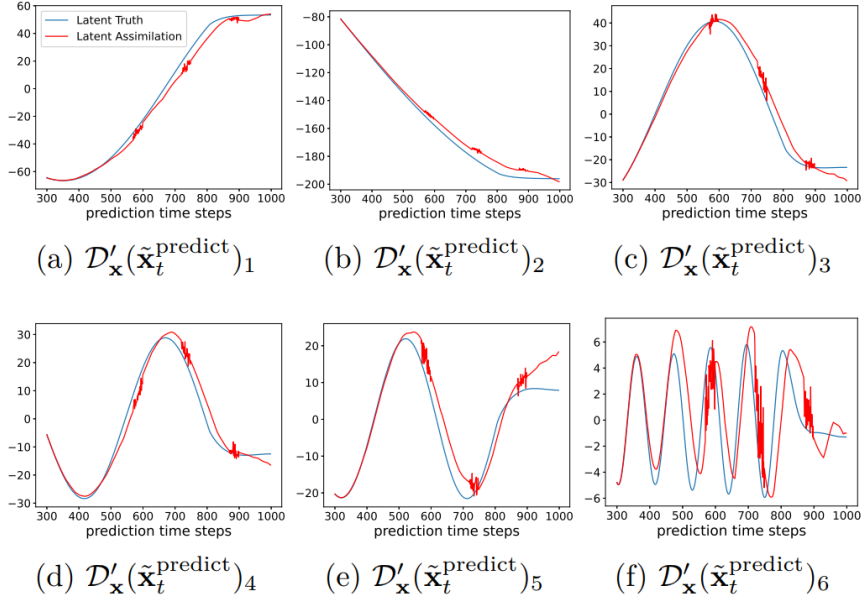 60
40
20
0
−20
−40
−60
Latent Truth
Latent Assimilation
300 400 500 600 700 800 900 1000
prediction time steps
(a) 𝒟′ₓ(x̃ₜᵖʳᵉᵈⁱᶜᵗ)₁
−80
−100
−120
−140
−160
−180
−200
300 400 500 600 700 800 900 1000
prediction time steps
(b) 𝒟′ₓ(x̃ₜᵖʳᵉᵈⁱᶜᵗ)₂
40
30
20
10
0
−10
−20
−30
300 400 500 600 700 800 900 1000
prediction time steps
(c) 𝒟′ₓ(x̃ₜᵖʳᵉᵈⁱᶜᵗ)₃
30
20
10
0
−10
−20
−30
300 400 500 600 700 800 900 1000
prediction time steps
(d) 𝒟′ₓ(x̃ₜᵖʳᵉᵈⁱᶜᵗ)₄
20
10
0
−10
−20
300 400 500 600 700 800 900 1000
prediction time steps
(e) 𝒟′ₓ(x̃ₜᵖʳᵉᵈⁱᶜᵗ)₅
6
4
2
0
−2
−4
−6
300 400 500 600 700 800 900 1000
prediction time steps
(f) 𝒟′ₓ(x̃ₜᵖʳᵉᵈⁱᶜᵗ)₆